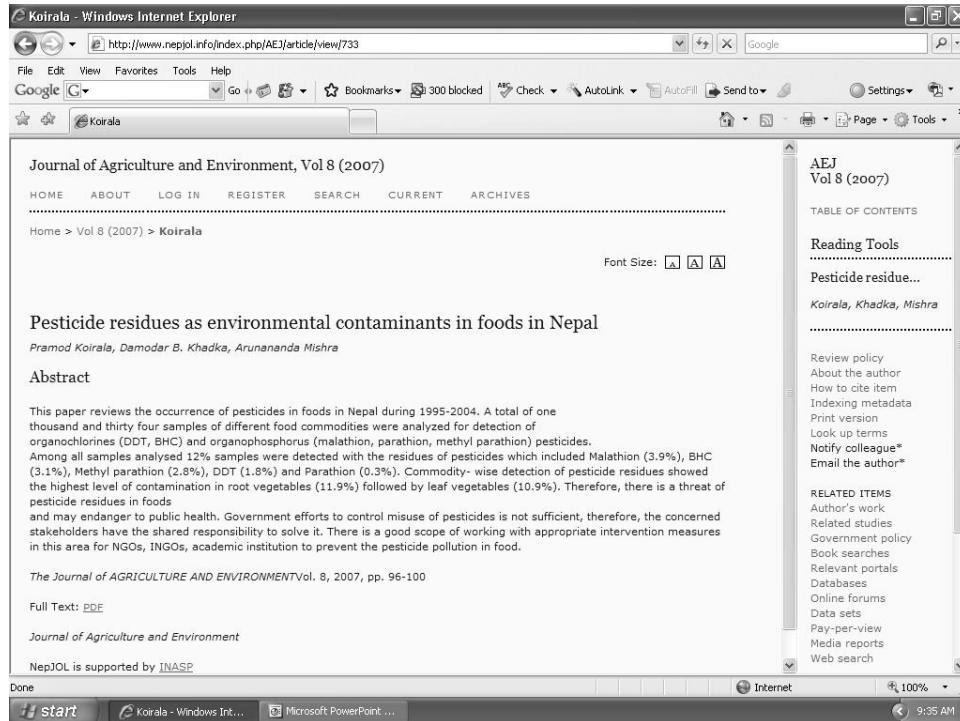 Koirala - Windows Internet Explorer
http://www.nepjol.info/index.php/AEJ/article/view/733
Google
File Edit View Favorites Tools Help
Google G Go 300 blocked Bookmarks Check AutoLink AutoFill Send to Settings
Koirala
Page Tools
Journal of Agriculture and Environment, Vol 8 (2007)
HOME ABOUT LOG IN REGISTER SEARCH CURRENT ARCHIVES
Home > Vol 8 (2007) > Koirala
Font Size: A A A
Pesticide residues as environmental contaminants in foods in Nepal
Pramod Koirala, Damodar B. Khadka, Arunananda Mishra
Abstract
This paper reviews the occurrence of pesticides in foods in Nepal during 1995-2004. A total of one
thousand and thirty four samples of different food commodities were analyzed for detection of
organochlorines (DDT, BHC) and organophosphorus (malathion, parathion, methyl parathion) pesticides.
Among all samples analysed 12% samples were detected with the residues of pesticides which included Malathion (3.9%), BHC
(3.1%), Methyl parathion (2.8%), DDT (1.8%) and Parathion (0.3%). Commodity- wise detection of pesticide residues showed
the highest level of contamination in root vegetables (11.9%) followed by leaf vegetables (10.9%). Therefore, there is a threat of
pesticide residues in foods
and may endanger to public health. Government efforts to control misuse of pesticides is not sufficient, therefore, the concerned
stakeholders have the shared responsibility to solve it. There is a good scope of working with appropriate intervention measures
in this area for NGOs, INGOs, academic institution to prevent the pesticide pollution in food.
The Journal of AGRICULTURE AND ENVIRONMENTVol. 8, 2007, pp. 96-100
Full Text: PDF
Journal of Agriculture and Environment
NepJOL is supported by INASP
AEJ
Vol 8 (2007)
TABLE OF CONTENTS
Reading Tools
Pesticide residue...
Koirala, Khadka, Mishra
Review policy
About the author
How to cite item
Indexing metadata
Print version
Look up terms
Notify colleague*
Email the author*
RELATED ITEMS
Author's work
Related studies
Government policy
Book searches
Relevant portals
Databases
Online forums
Data sets
Pay-per-view
Media reports
Web search
Done Internet 100%
start Koirala - Windows Int... Microsoft PowerPoint ... 9:35 AM